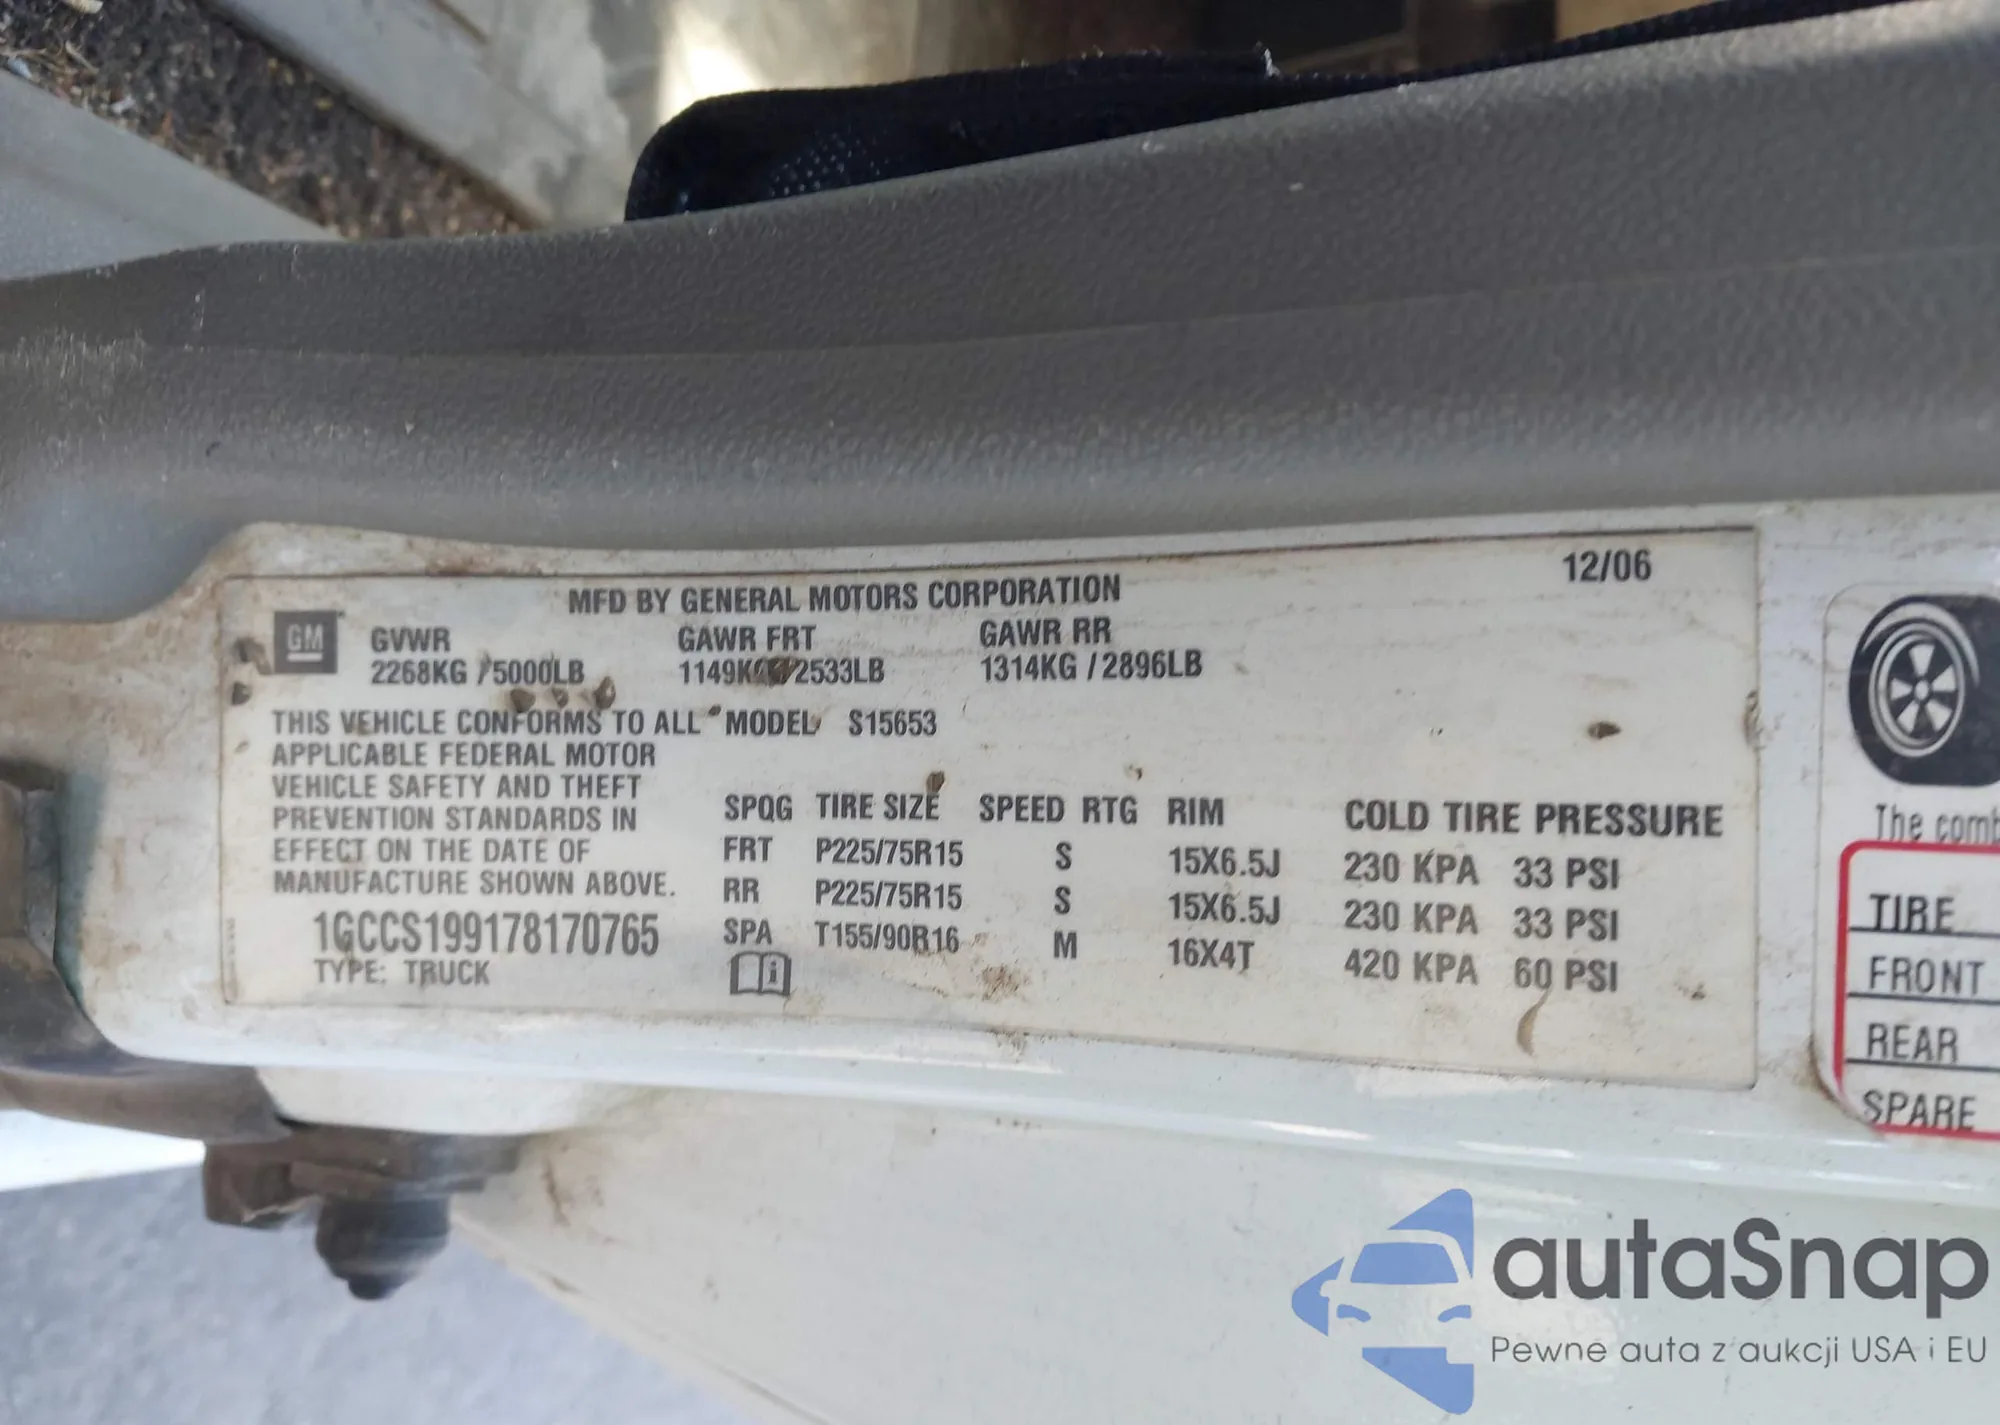 12/06
MFD BY GENERAL MOTORS CORPORATION
GM
GVWR GAWR FRT GAWR RR
2268KG /5000LB 1149KG /2533LB 1314KG /2896LB
THIS VEHICLE CONFORMS TO ALL
APPLICABLE FEDERAL MOTOR
VEHICLE SAFETY AND THEFT
PREVENTION STANDARDS IN
EFFECT ON THE DATE OF
MANUFACTURE SHOWN ABOVE.
1GCCS199178170765
TYPE: TRUCK
MODEL S15653
SPQG TIRE SIZE SPEED RTG RIM COLD TIRE PRESSURE
FRT P225/75R15 S 15X6.5J 230 KPA 33 PSI
RR P225/75R15 S 15X6.5J 230 KPA 33 PSI
SPA T155/90R16 M 16X4T 420 KPA 60 PSI
The comb
TIRE
FRONT
REAR
SPARE
autaSnap
Pewne auta z aukcji USA i EU